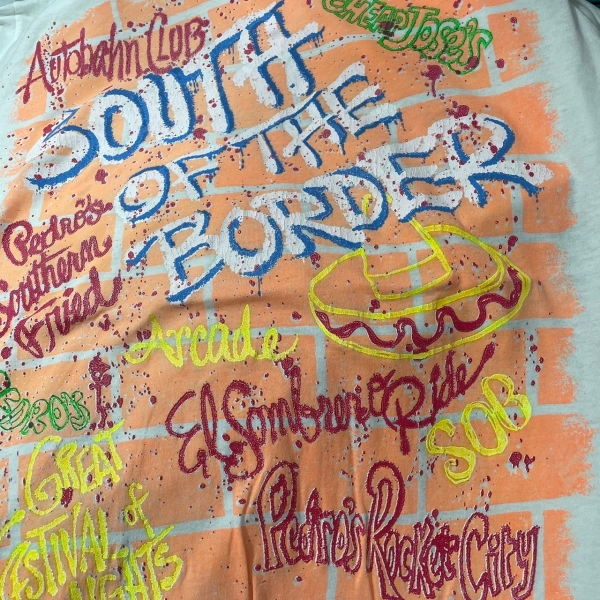 Autobahn CLUB
JOSE'S
SOUTH
OF THE
BORDER
Pedro's
Southern
Fried
Arcade
El Sombrero Ride
SOB
GREAT
FESTIVAL of
LIGHTS
Pedro's Rocket City